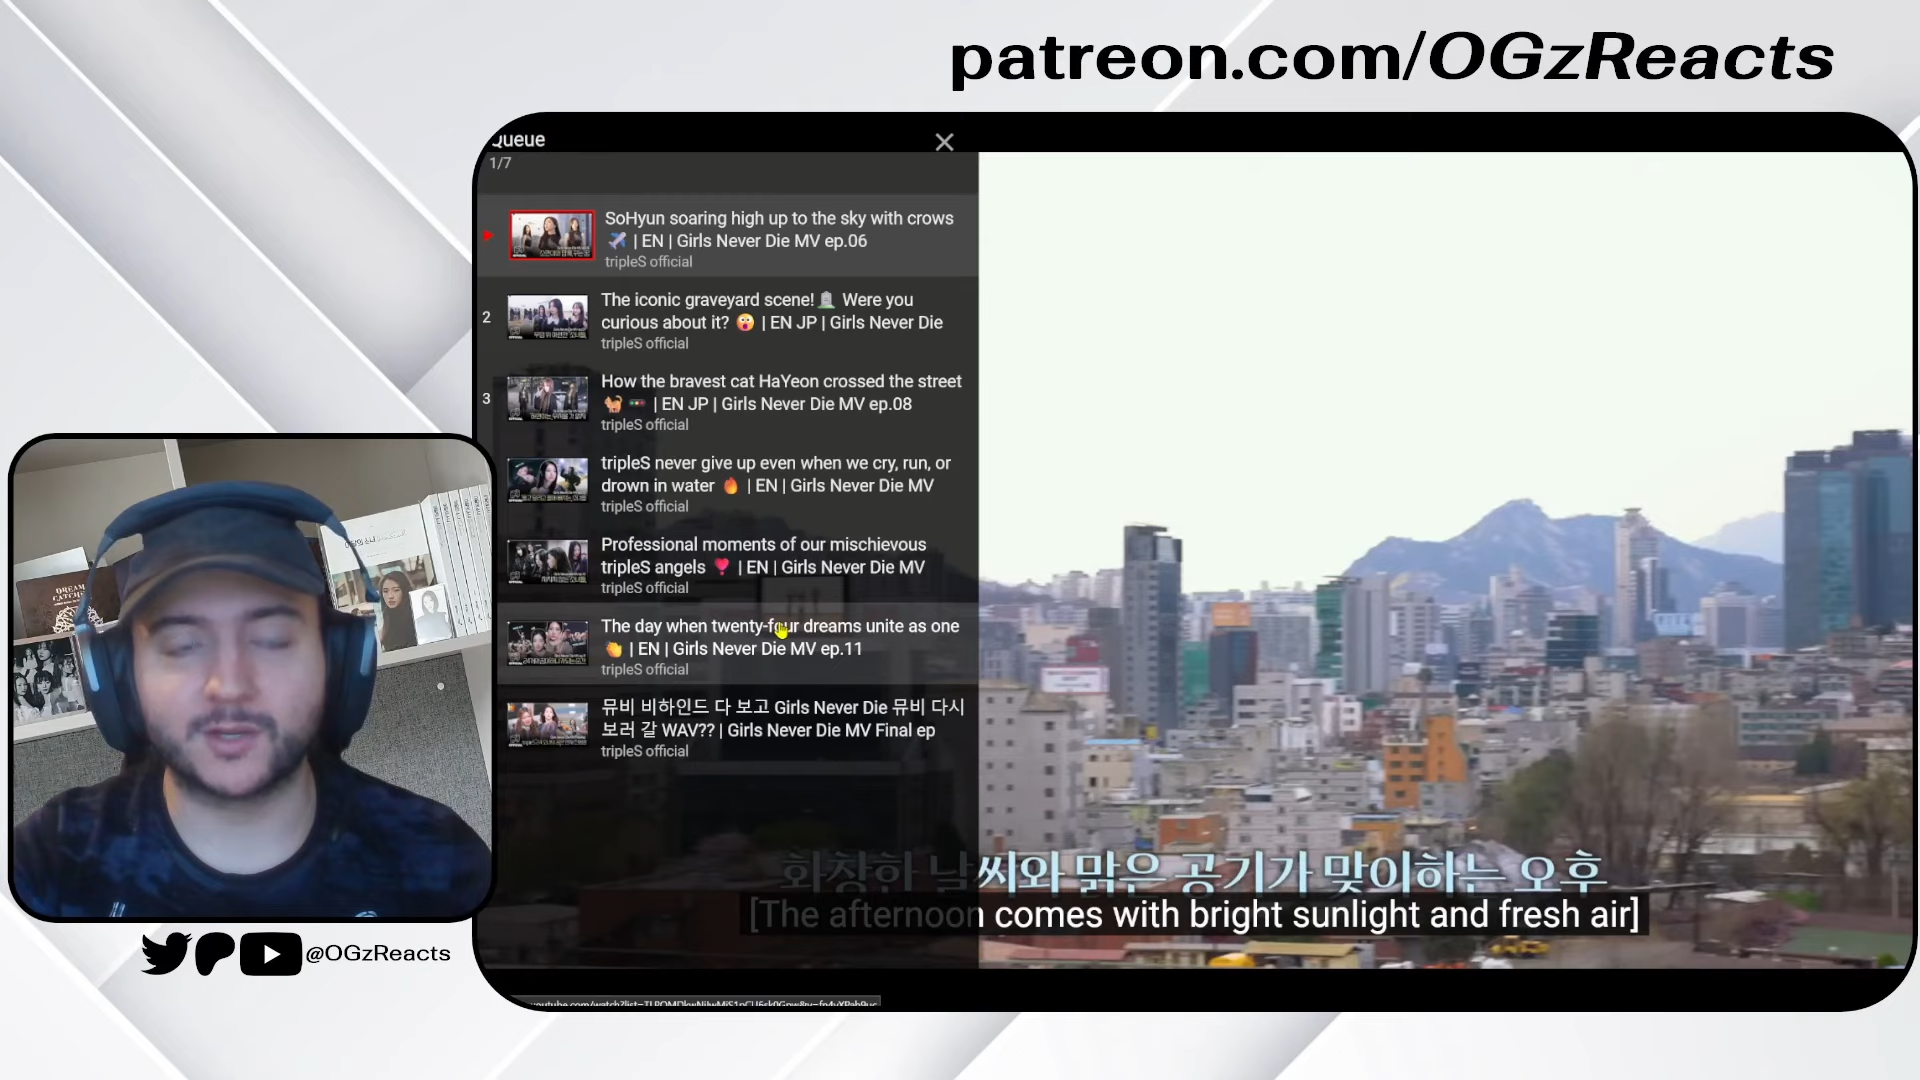 patreon.com/OGzReacts
Queue
1/7
SoHyun soaring high up to the sky with crows
✈️ | EN | Girls Never Die MV ep.06
tripleS official
2
The iconic graveyard scene!🪦 Were you
curious about it? 😲 | EN JP | Girls Never Die
tripleS official
3
How the bravest cat HaYeon crossed the street
🐈 🚥 | EN JP | Girls Never Die MV ep.08
tripleS official
tripleS never give up even when we cry, run, or
drown in water 🔥 | EN | Girls Never Die MV
tripleS official
Professional moments of our mischievous
tripleS angels ❣️ | EN | Girls Never Die MV
tripleS official
The day when twenty-four dreams unite as one
👏 | EN | Girls Never Die MV ep.11
tripleS official
뮤비 비하인드 다 보고 Girls Never Die 뮤비 다시
보러 갈 WAV?? | Girls Never Die MV Final ep
tripleS official
화창한 날씨와 맑은 공기가 맞이하는 오후
[The afternoon comes with bright sunlight and fresh air]
DREAM
CATCHER
@OGzReacts